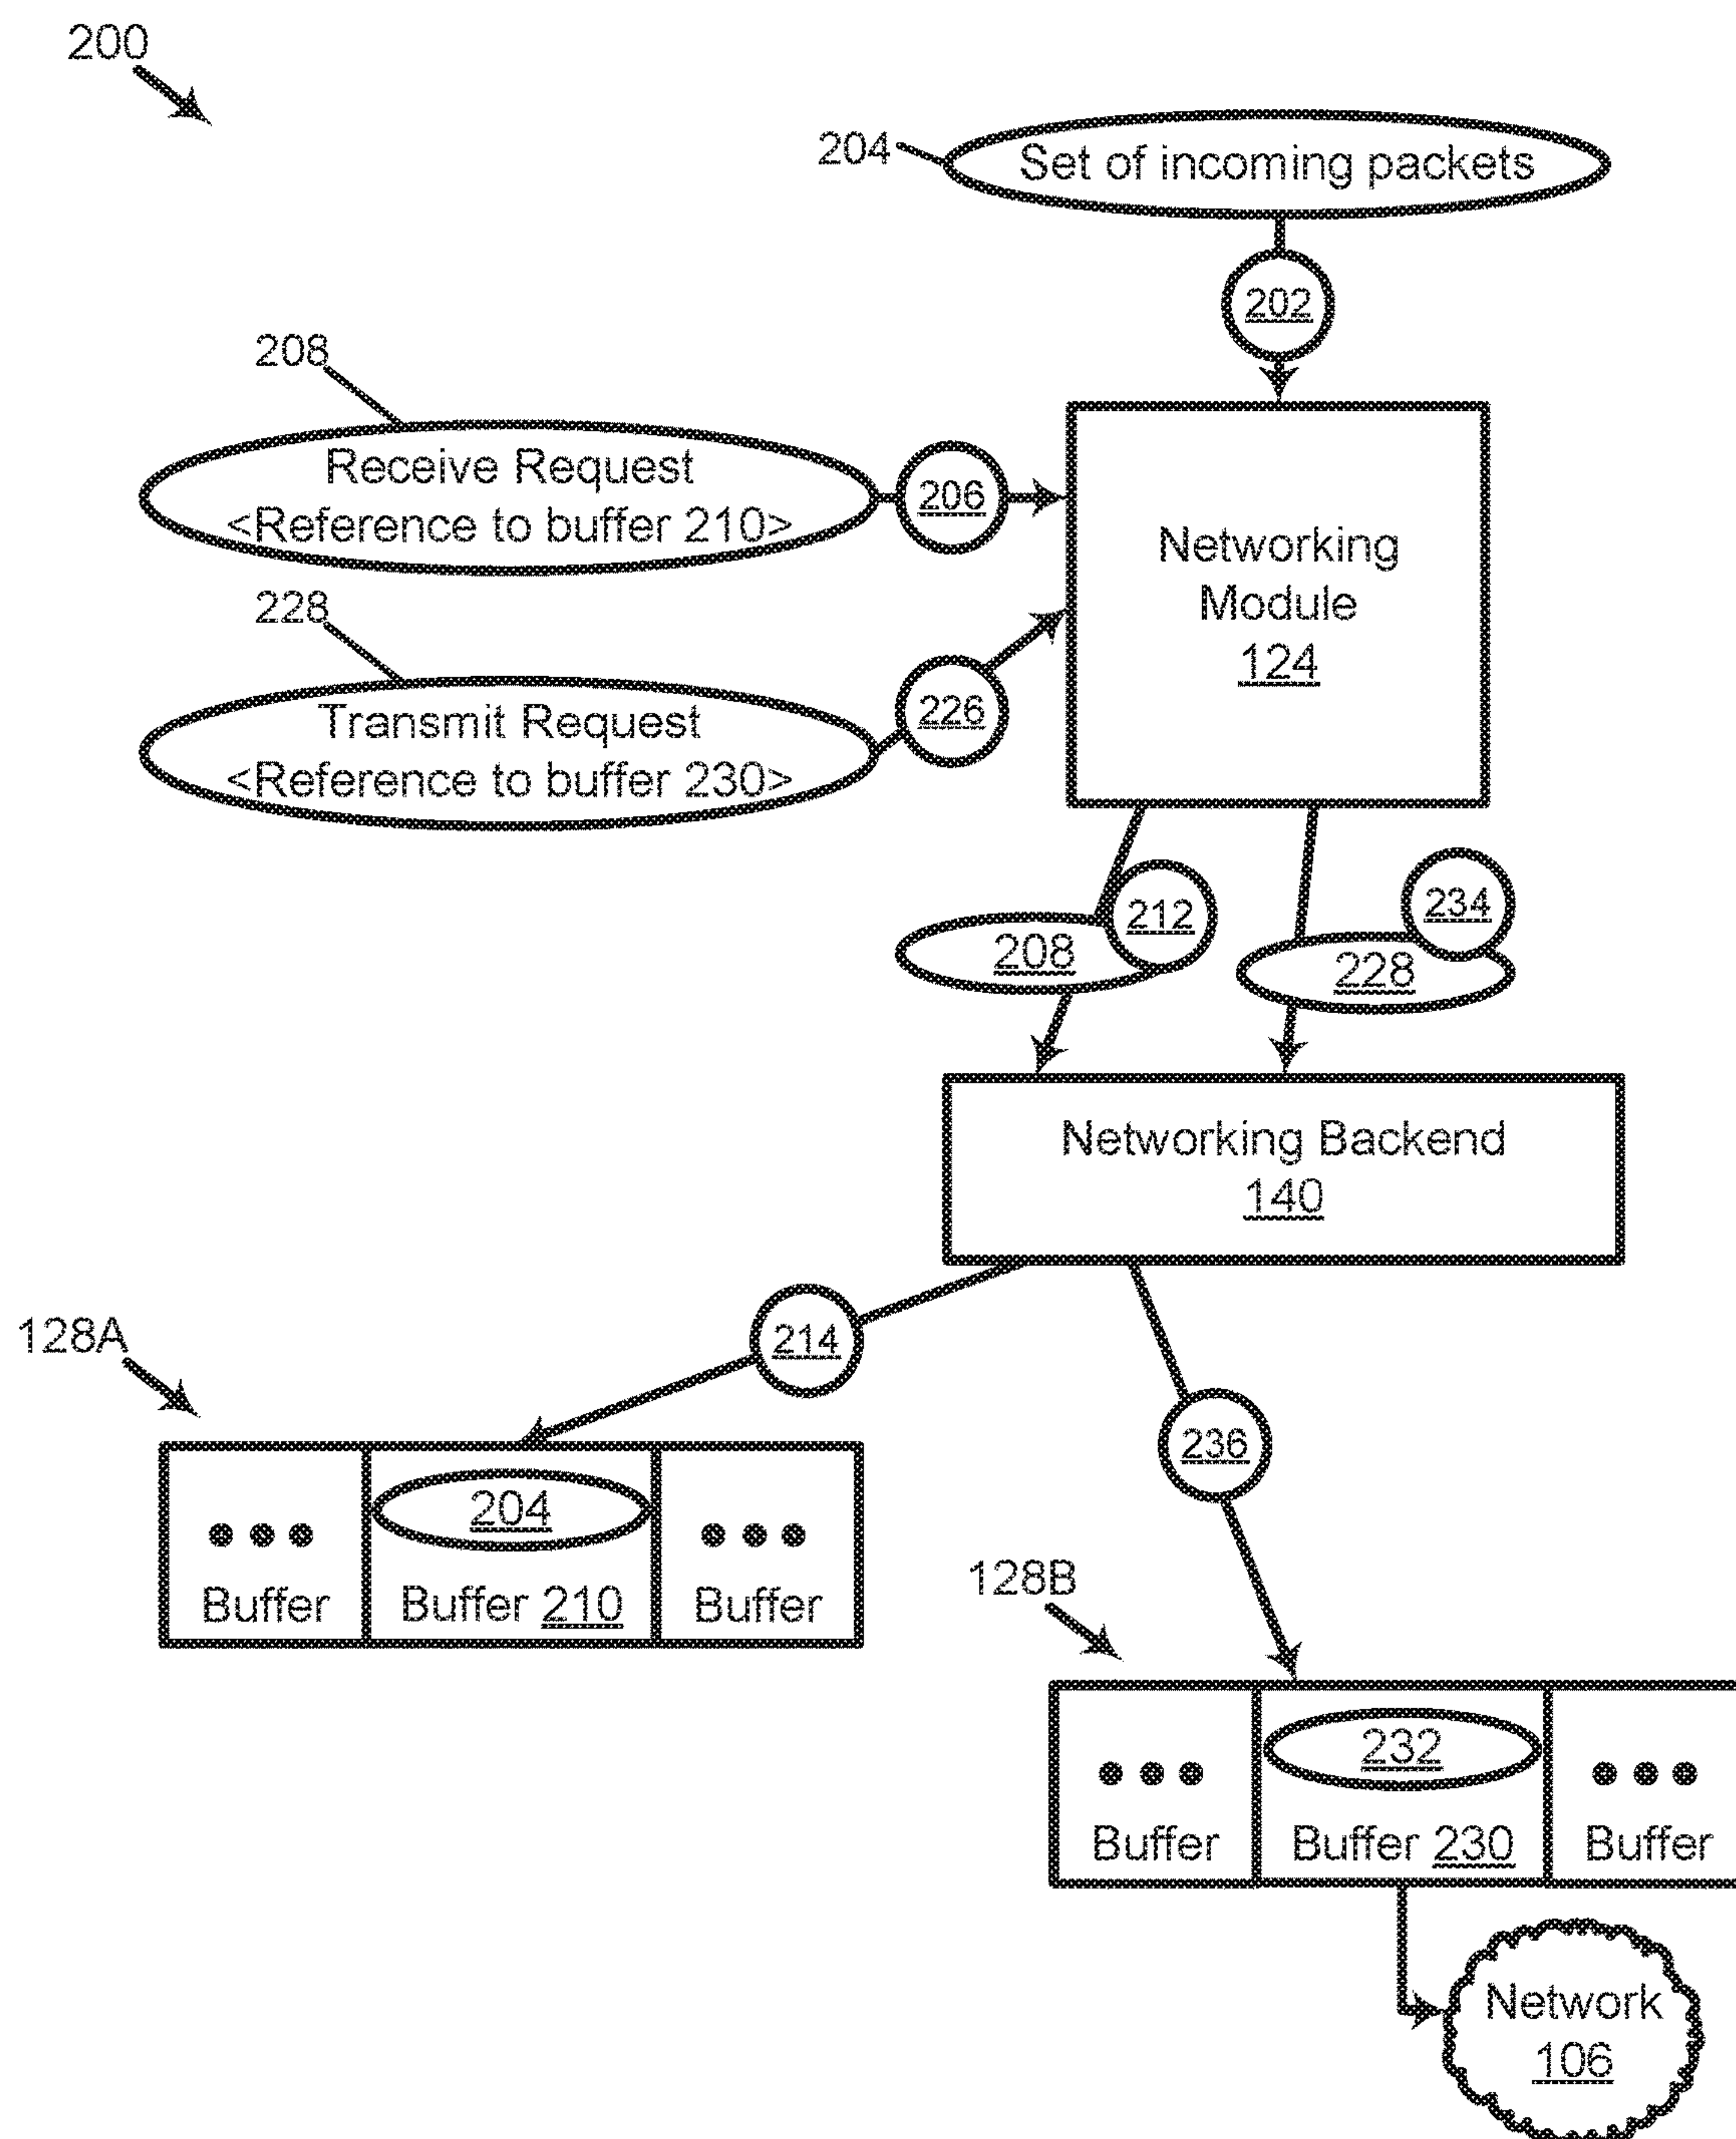 200
204
Set of incoming packets
202
208
Receive Request
<Reference to buffer 210>
206
Networking
Module
124
228
Transmit Request
<Reference to buffer 230>
226
208
212
228
234
Networking Backend
140
214
128A
204
Buffer
Buffer 210
Buffer
236
128B
232
Buffer
Buffer 230
Buffer
Network
106